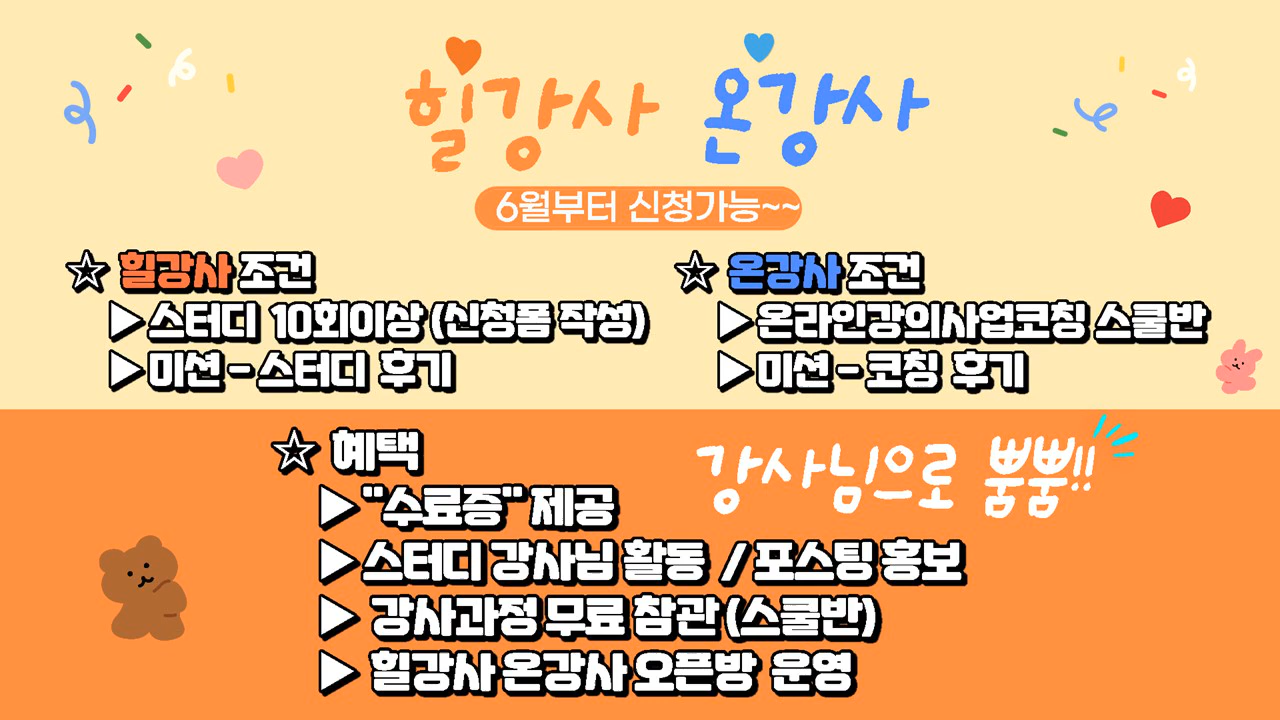 힐강사 온강사
6월부터 신청가능~~
☆ 힐강사 조건
▶스터디 10회이상 (신청폼 작성)
▶미션 - 스터디 후기
☆ 온강사 조건
▶온라인강의사업코칭 스쿨반
▶미션 - 코칭 후기
☆ 혜택
강사님으로 뿜뿜!!
▶"수료증" 제공
▶스터디 강사님 활동 / 포스팅 홍보
▶ 강사과정 무료 참관 (스쿨반)
▶ 힐강사 온강사 오픈방 운영